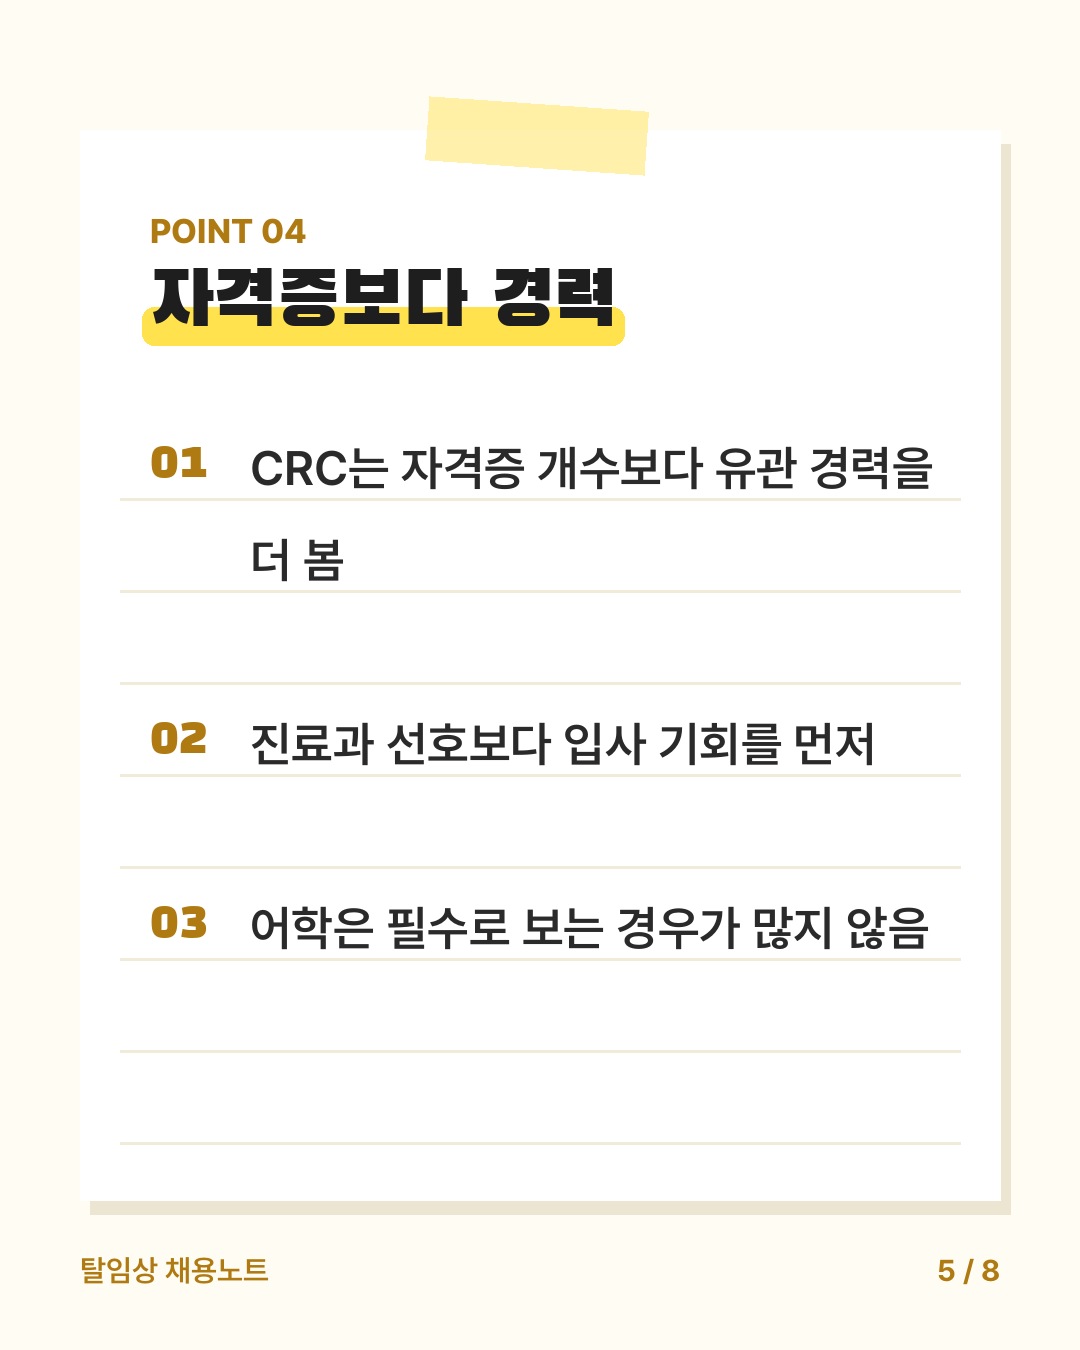 POINT 04
자격증보다 경력
01 CRC는 자격증 개수보다 유관 경력을
더 봄
02 진료과 선호보다 입사 기회를 먼저
03 어학은 필수로 보는 경우가 많지 않음
탈임상 채용노트
5 / 8